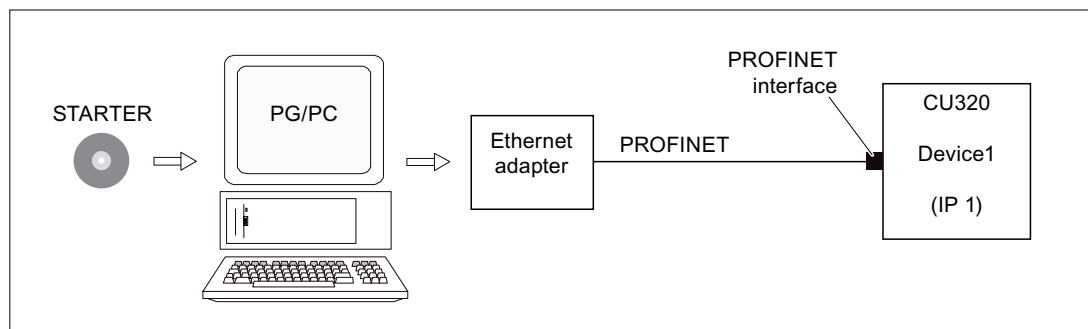 STARTER
PG/PC
Ethernet
adapter
PROFINET
PROFINET
interface
CU320
Device1
(IP 1)